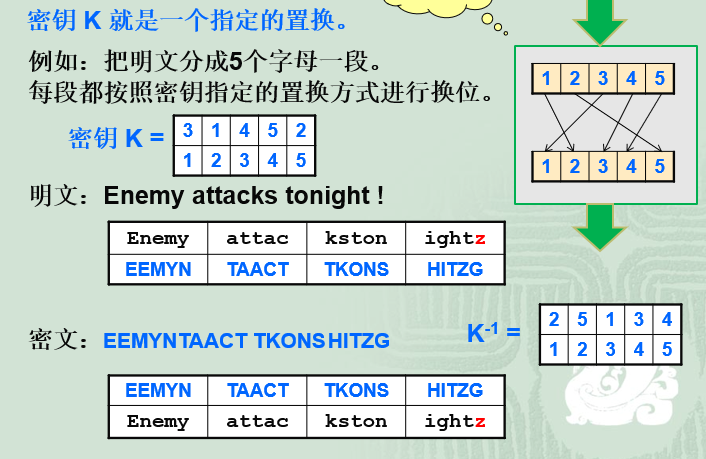 密钥 K 就是一个指定的置换。
例如：把明文分成5个字母一段。
每段都按照密钥指定的置换方式进行换位。
密钥 K =
3 1 4 5 2
1 2 3 4 5
1 2 3 4 5
1 2 3 4 5
明文：Enemy attacks tonight !
Enemy attac kston ightz
EEMYN TAACT TKONS HITZG
密文：EEMYNTAACT TKONSHITZG
K-1 =
2 5 1 3 4
1 2 3 4 5
EEMYN TAACT TKONS HITZG
Enemy attac kston ightz